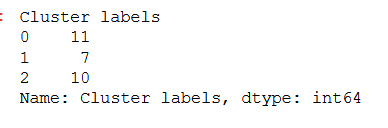 : Cluster labels
0    11
1     7
2    10
Name: Cluster labels, dtype: int64